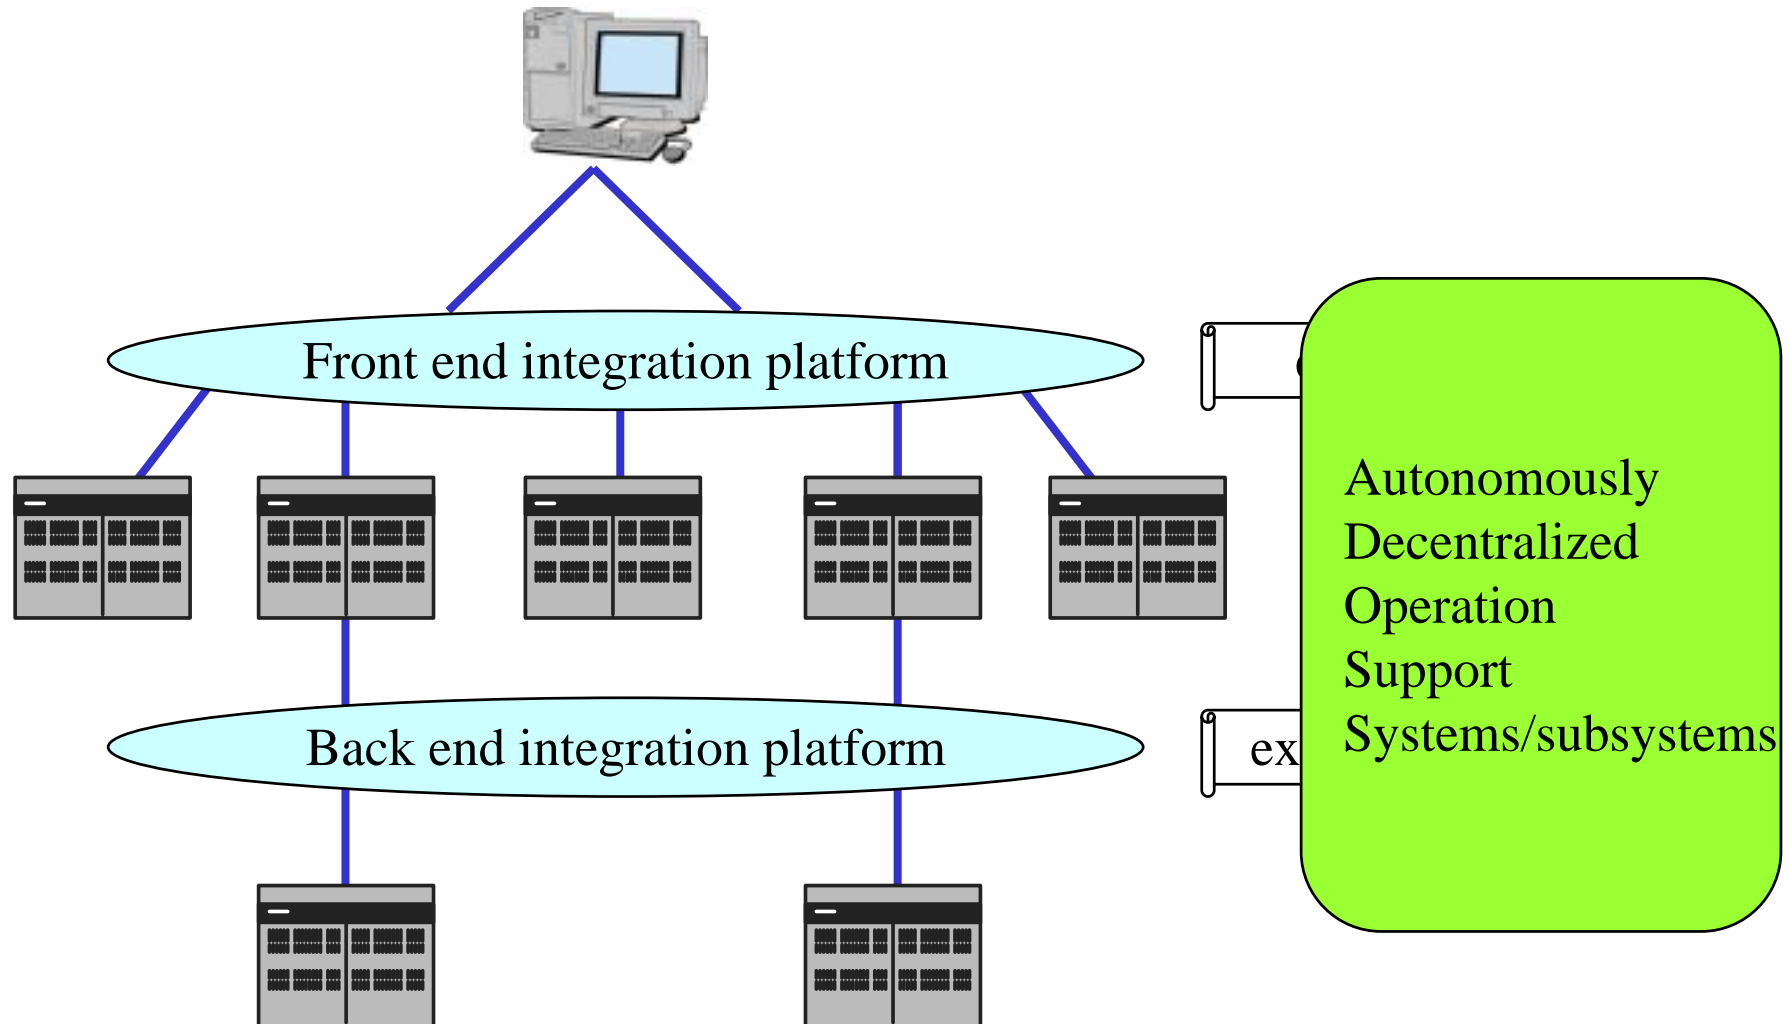 Front end integration platform
Autonomously
Decentralized
Operation
Support
Systems/subsystems
Back end integration platform